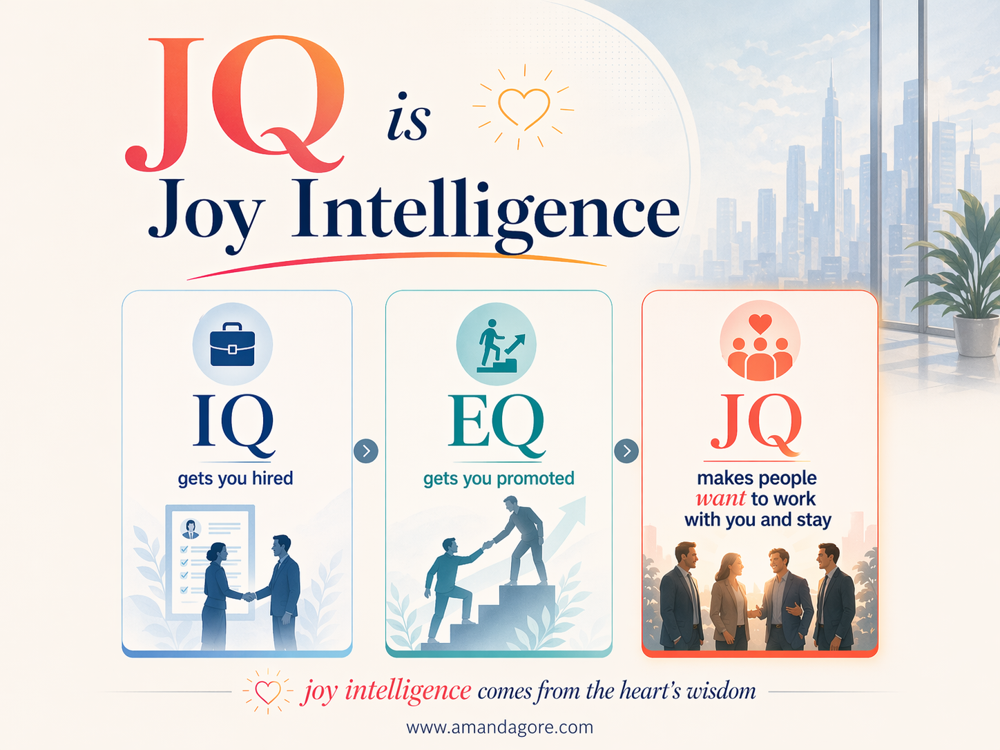 JQ is
Joy Intelligence
IQ
gets you hired
EQ
gets you promoted
JQ
makes people
want to work
with you and stay
joy intelligence comes from the heart's wisdom
www.amandagore.com